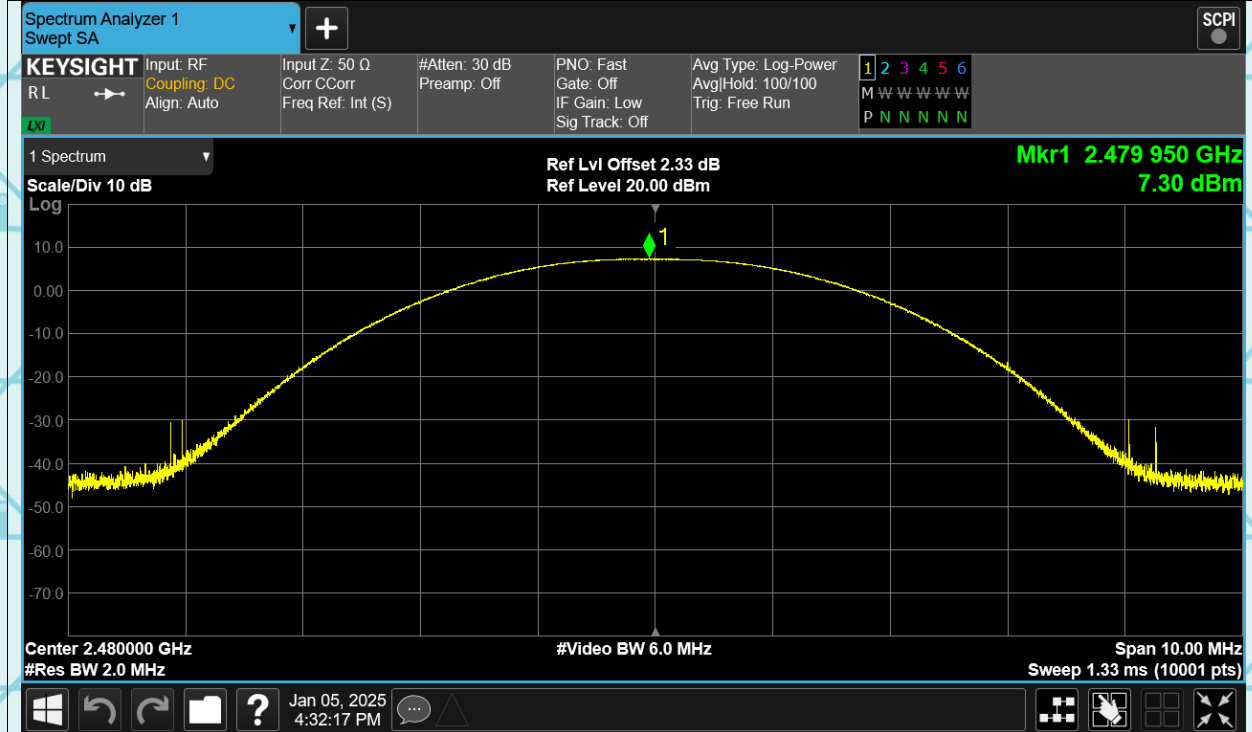 Spectrum Analyzer 1
Swept SA
+
SCPI
KEYSIGHT
R L
LXI
Input: RF
Coupling: DC
Align: Auto
Input Z: 50 Ω
Corr CCorr
Freq Ref: Int (S)
#Atten: 30 dB
Preamp: Off
PNO: Fast
Gate: Off
IF Gain: Low
Sig Track: Off
Avg Type: Log-Power
Avg|Hold: 100/100
Trig: Free Run
1 2 3 4 5 6
M W W W W W
P N N N N N
1 Spectrum
Scale/Div 10 dB
Log
Ref Lvl Offset 2.33 dB
Ref Level 20.00 dBm
Mkr1 2.479 950 GHz
7.30 dBm
1
10.0
0.00
-10.0
-20.0
-30.0
-40.0
-50.0
-60.0
-70.0
Center 2.480000 GHz
#Res BW 2.0 MHz
#Video BW 6.0 MHz
Span 10.00 MHz
Sweep 1.33 ms (10001 pts)
?
Jan 05, 2025
4:32:17 PM